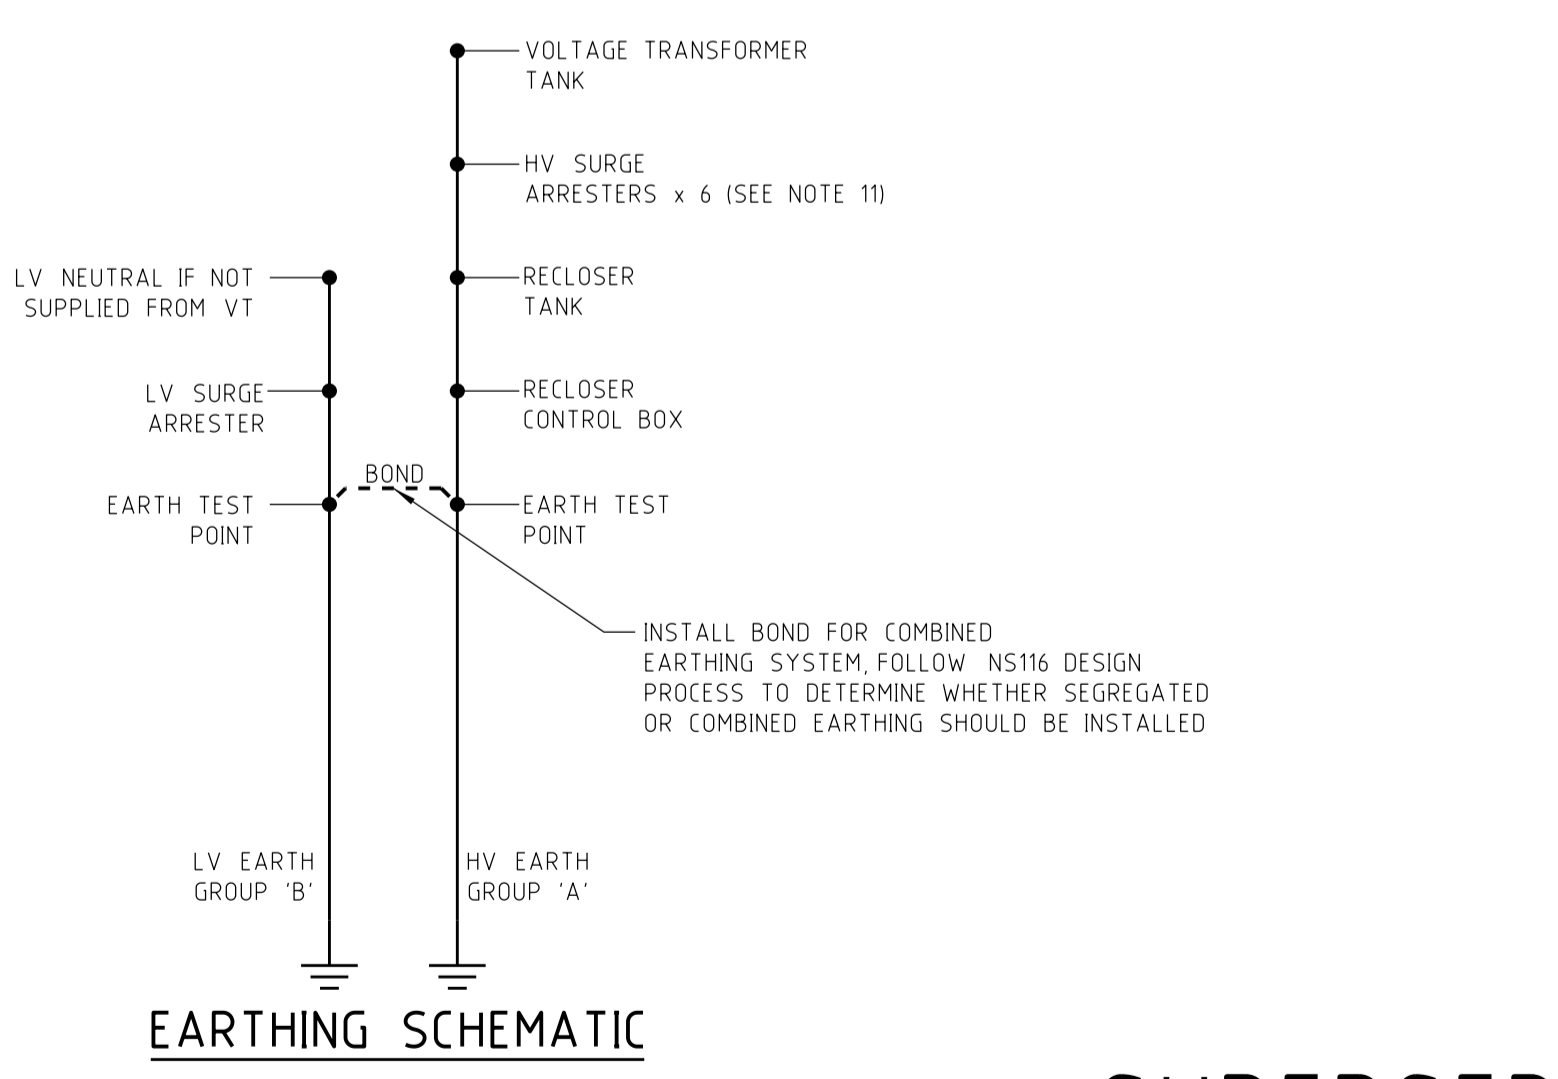 VOLTAGE TRANSFORMER
TANK
HV SURGE
ARRESTERS x 6 (SEE NOTE 11)
LV NEUTRAL IF NOT
SUPPLIED FROM VT
RECLOSER
TANK
LV SURGE
ARRESTER
RECLOSER
CONTROL BOX
BOND
EARTH TEST
POINT
EARTH TEST
POINT
INSTALL BOND FOR COMBINED
EARTHING SYSTEM, FOLLOW NS116 DESIGN
PROCESS TO DETERMINE WHETHER SEGREGATED
OR COMBINED EARTHING SHOULD BE INSTALLED
LV EARTH
GROUP 'B'
HV EARTH
GROUP 'A'
EARTHING SCHEMATIC